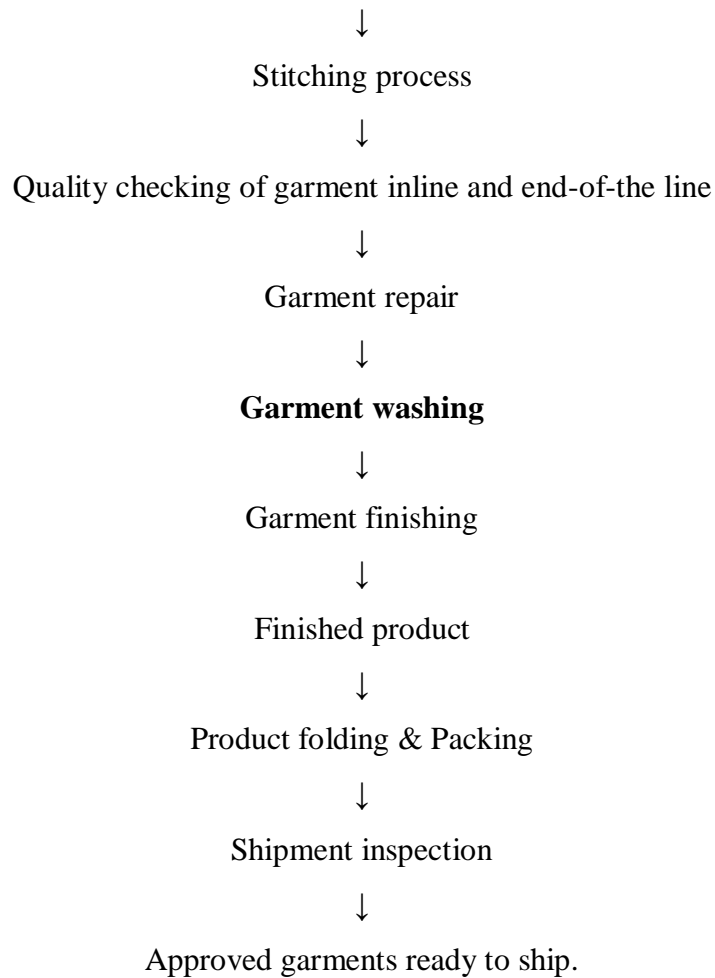 ↓
Stitching process
↓
Quality checking of garment inline and end-of-the line
↓
Garment repair
↓
Garment washing
↓
Garment finishing
↓
Finished product
↓
Product folding & Packing
↓
Shipment inspection
↓
Approved garments ready to ship.